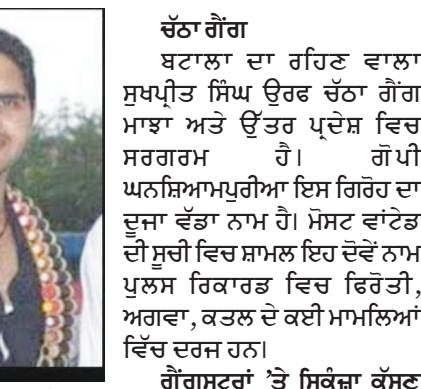 ਚੱਠਾ ਗੈਂਗ
ਬਟਾਲਾ ਦਾ ਰਹਿਣ ਵਾਲਾ
ਸੁਖਪ੍ਰੀਤ ਸਿੰਘ ਉਰਫ ਚੱਠਾ ਗੈਂਗ
ਮਾਝਾ ਅਤੇ ਉੱਤਰ ਪ੍ਰਦੇਸ਼ ਵਿਚ
ਸਰਗਰਮ ਹੈ। ਗੋਪੀ
ਘਨਸ਼ਿਆਮਪੁਰੀਆ ਇਸ ਗਿਰੋਹ ਦਾ
ਦੂਜਾ ਵੱਡਾ ਨਾਮ ਹੈ। ਮੋਸਟ ਵਾਂਟੇਡ
ਦੀ ਸੂਚੀ ਵਿਚ ਸ਼ਾਮਲ ਇਹ ਦੋਵੇਂ ਨਾਮ
ਪੁਲਸ ਰਿਕਾਰਡ ਵਿਚ ਫਿਰੋਤੀ,
ਅਗਵਾ, ਕਤਲ ਦੇ ਕਈ ਮਾਮਲਿਆਂ
ਵਿੱਚ ਦਰਜ ਹਨ।
ਗੈਂਗਸਟਰਾਂ ’ਤੇ ਸ਼ਿਕੰਜਾ ਕੱਸਣ